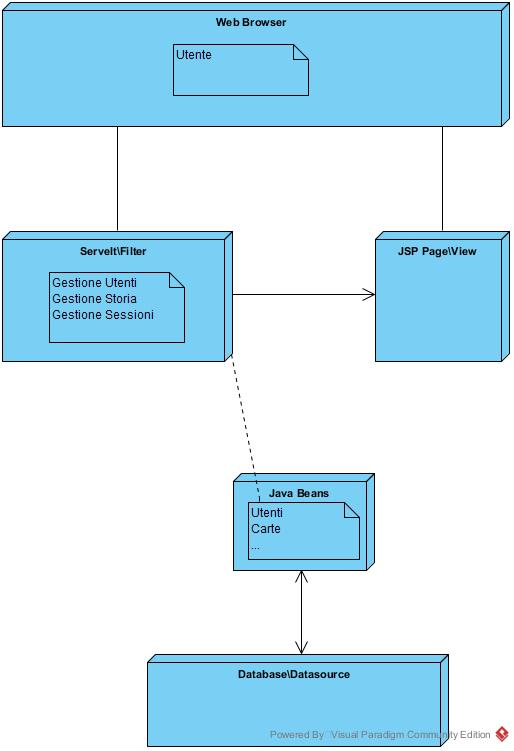 Web Browser
Utente
Servelt\Filter
JSP Page\View
Gestione Utenti
Gestione Storia
Gestione Sessioni
Java Beans
Utenti
Carte
...
Database\Datasource
Powered By Visual Paradigm Community Edition